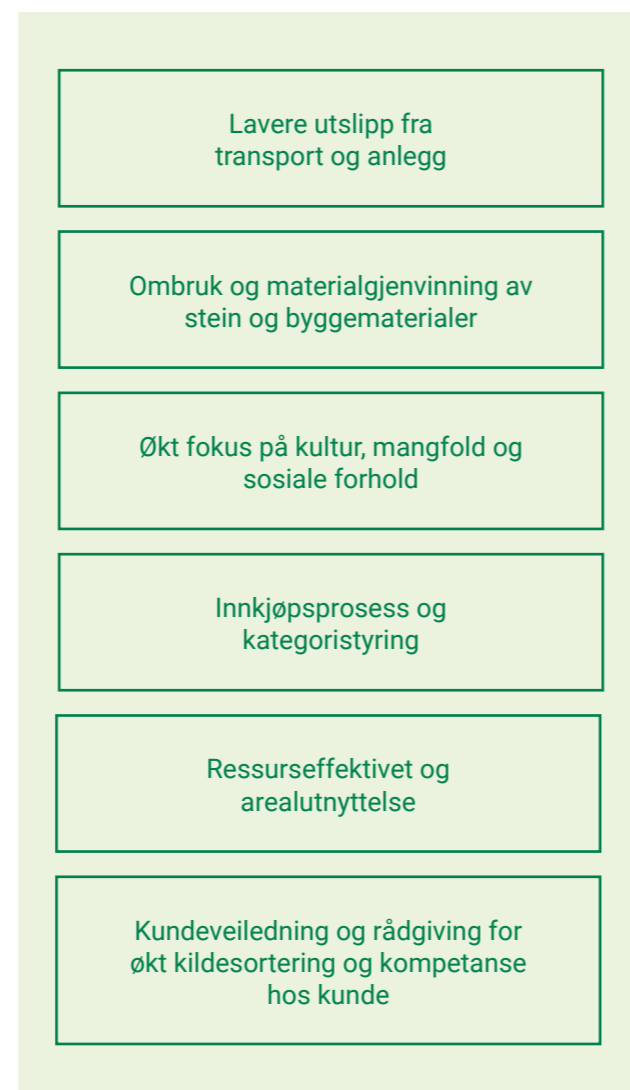 Lavere utslipp fra
transport og anlegg
Ombruk og materialgjenvinning av
stein og byggematerialer
Økt fokus på kultur, mangfold og
sosiale forhold
Innkjøpsprosess og
kategoristyring
Ressurseffektivet og
arealutnyttelse
Kundeveiledning og rådgiving for
økt kildesortering og kompetanse
hos kunde